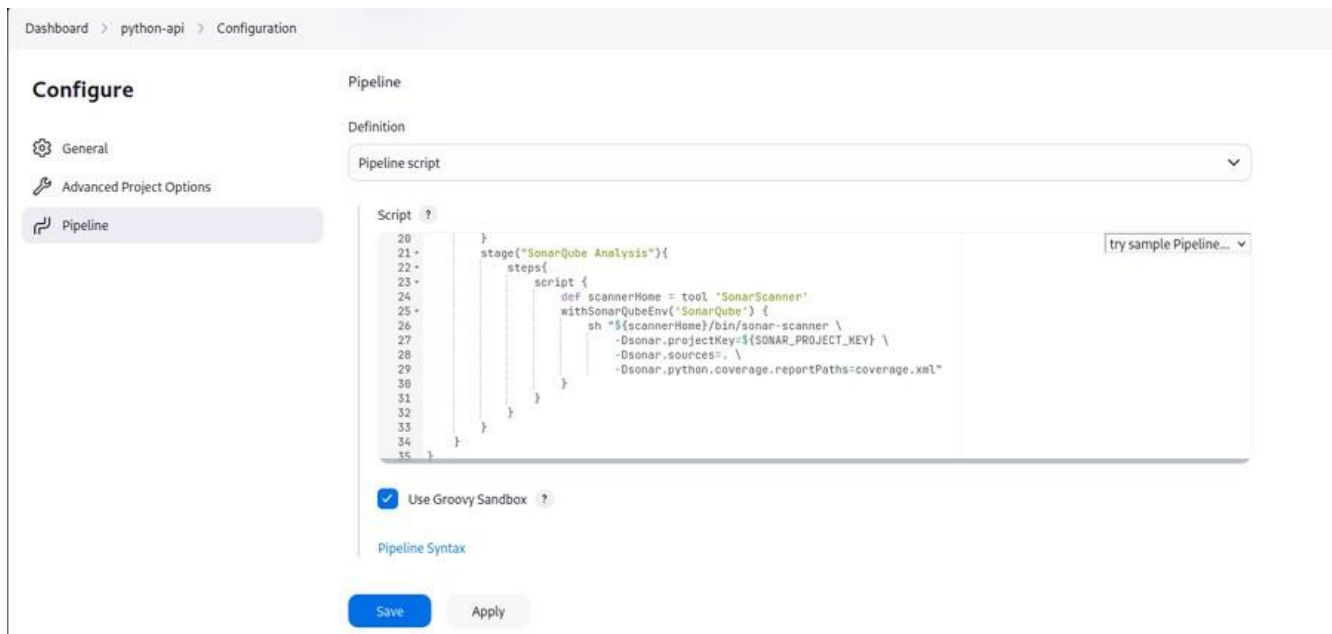 Dashboard > python-api > Configuration
Configure
General
Advanced Project Options
Pipeline
Pipeline
Definition
Pipeline script
Script ?
try sample Pipeline...
20 }
21 stage("SonarQube Analysis"){
22 steps{
23 script {
24 def scannerHome = tool 'SonarScanner'
25 withSonarQubeEnv('SonarQube') {
26 sh "${scannerHome}/bin/sonar-scanner \
27 -Dsonar.projectKey=${SONAR_PROJECT_KEY} \
28 -Dsonar.sources=. \
29 -Dsonar.python.coverage.reportPaths=coverage.xml"
30 }
31 }
32 }
33 }
34 }
35 }
Use Groovy Sandbox ?
Pipeline Syntax
Save
Apply